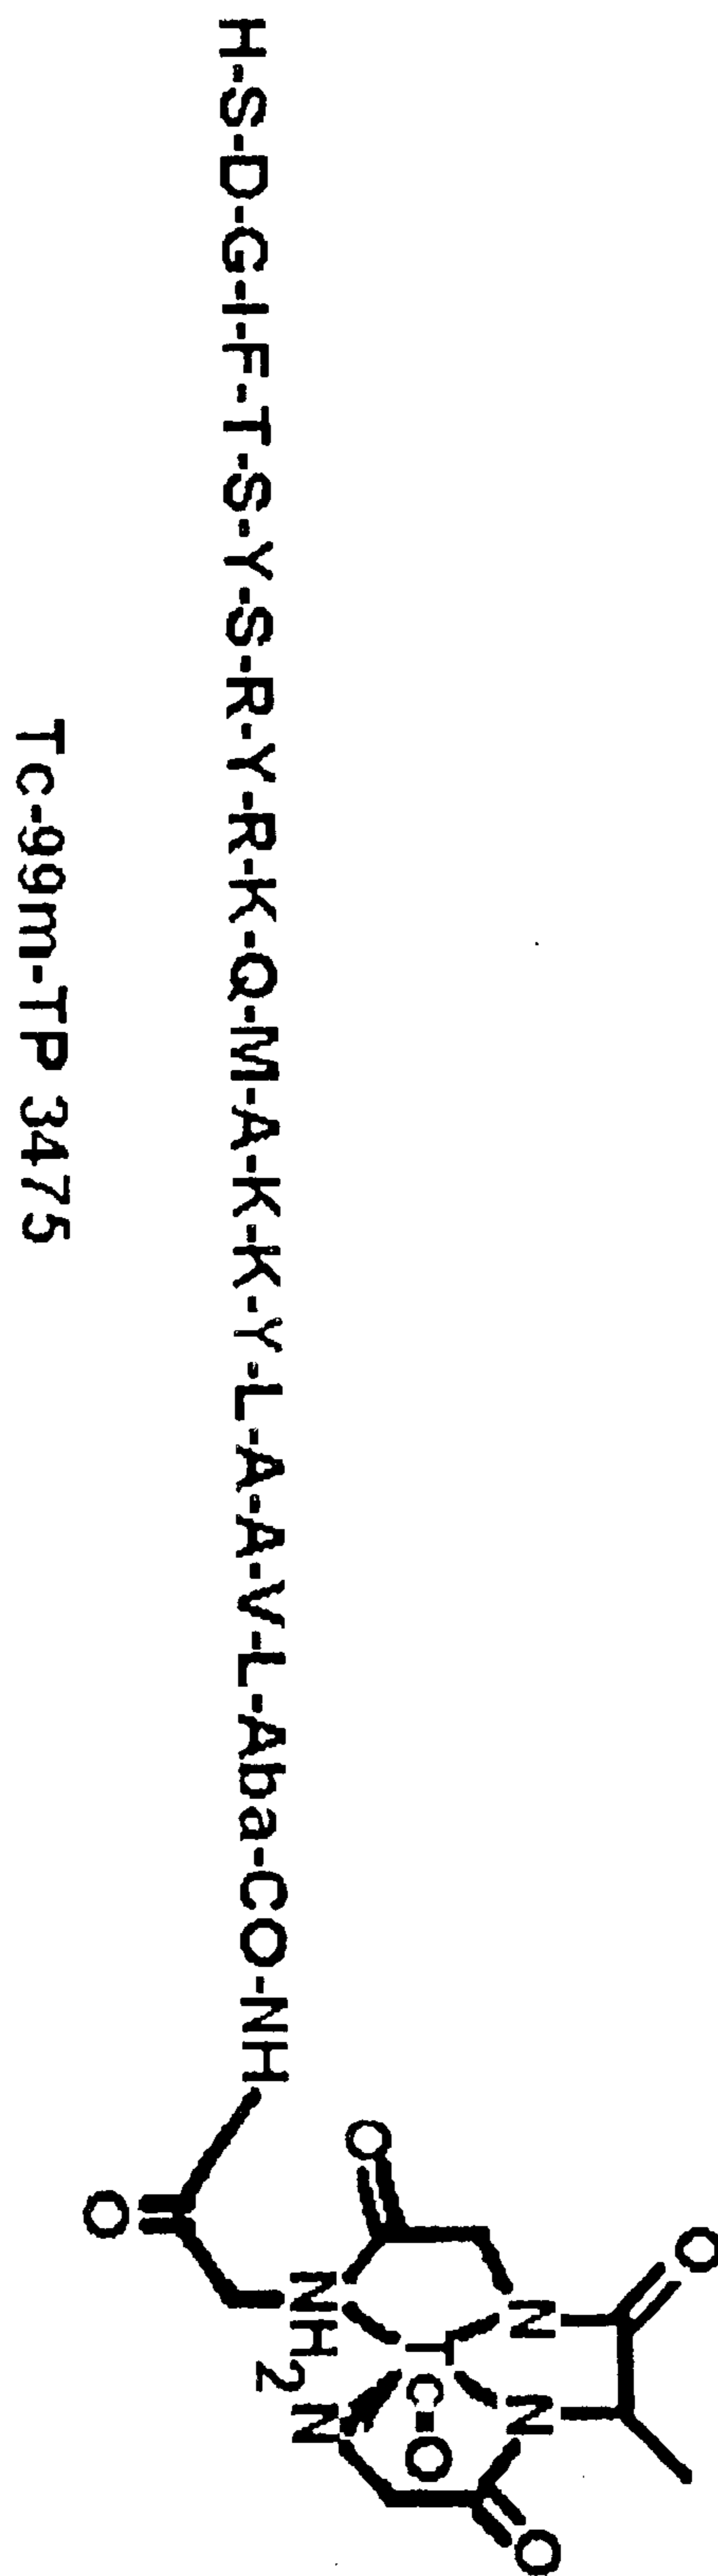 O
O
N N
Tc=O
O
N NH2 N
H-S-D-G-I-F-T-S-Y-S-R-Y-R-K-Q-M-A-K-K-Y-L-A-A-V-L-Aba-CO-NH
O
Tc-99m-TP 3475